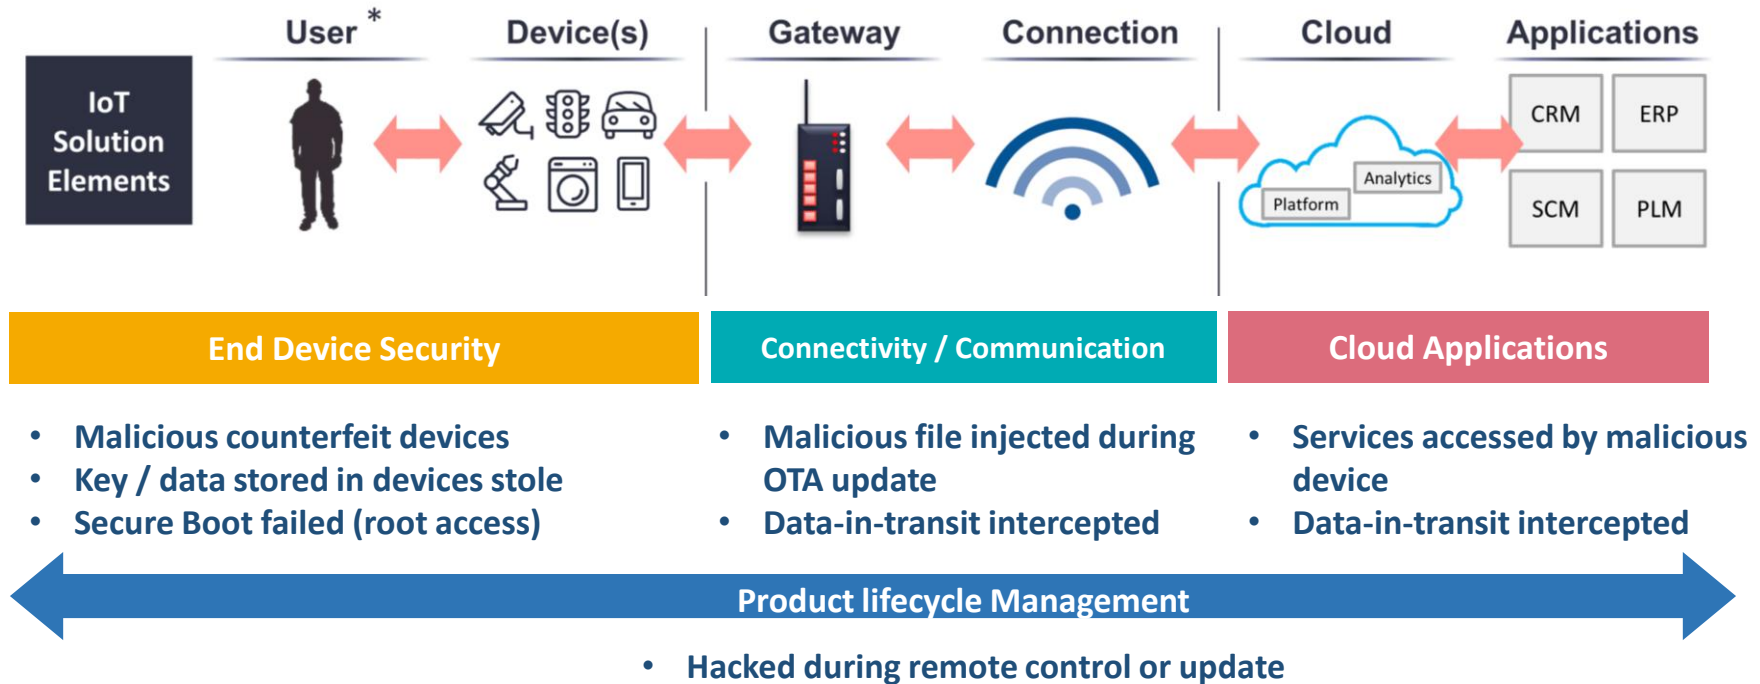 User *
Device(s)
Gateway
Connection
Cloud
Applications
IoT
Solution
Elements
Analytics
Platform
CRM
ERP
SCM
PLM
End Device Security
Connectivity / Communication
Cloud Applications
• Malicious counterfeit devices
• Key / data stored in devices stole
• Secure Boot failed (root access)
• Malicious file injected during
OTA update
• Data-in-transit intercepted
• Services accessed by malicious
device
• Data-in-transit intercepted
Product lifecycle Management
• Hacked during remote control or update